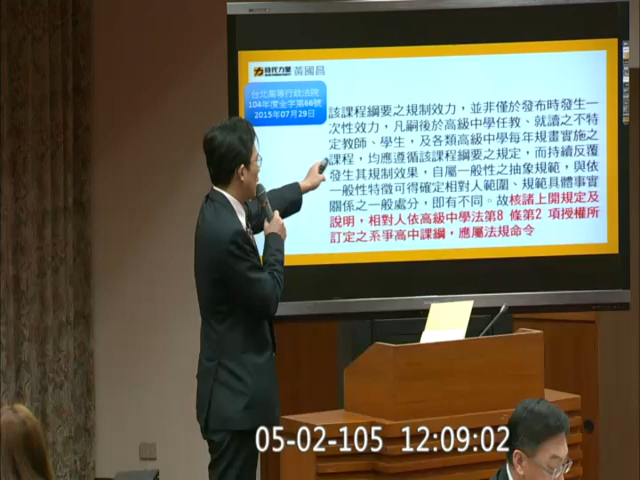 時代力量 黃國昌
台北高等行政法院
104年度全字第66號
2015年07月29日
該課程綱要之規制效力，並非僅於發布時發生一
次性效力，凡嗣後於高級中學任教、就讀之不特
定教師、學生，及各類高級中學每年規畫實施之
課程，均應遵循該課程綱要之規定，而持續反覆
發生其規制效果，自屬一般性之抽象規範，與依
一般性特徵可得確定相對人範圍、規範具體事實
關係之一般處分，即有不同。故核諸上開規定及
說明，相對人依高級中學法第8 條第2 項授權所
訂定之系爭高中課綱，應屬法規命令
05-02-105 12:09:02